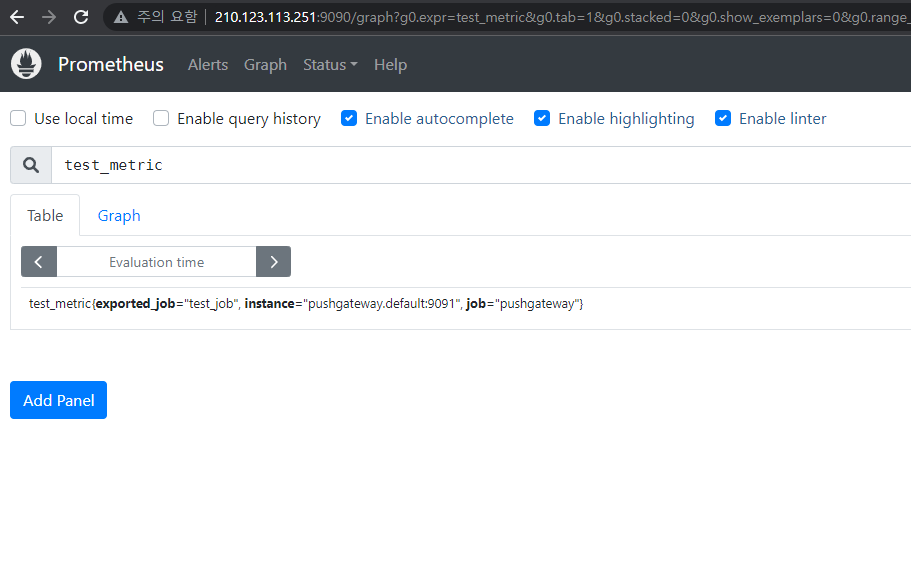 주의 요함 210.123.113.251:9090/graph?g0.expr=test_metric&g0.tab=1&g0.stacked=0&g0.show_exemplars=0&g0.range_
Prometheus Alerts Graph Status Help
Use local time Enable query history Enable autocomplete Enable highlighting Enable linter
test_metric
Table Graph
Evaluation time
test_metric{exported_job="test_job", instance="pushgateway.default:9091", job="pushgateway"}
Add Panel